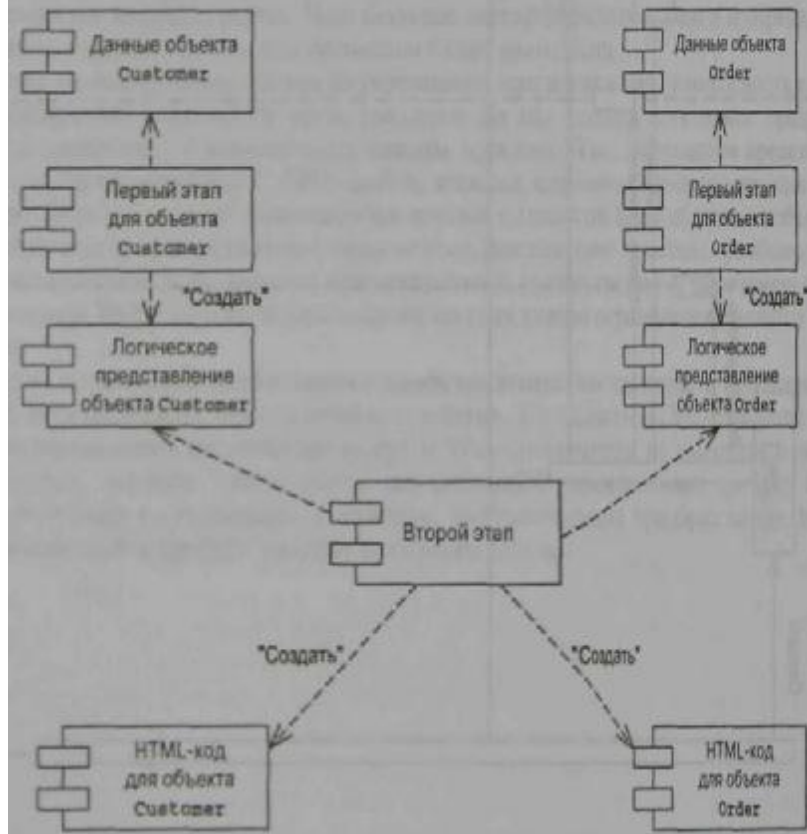 Данные объекта
Customer
Данные объекта
Order
Первый этап
для объекта
Customer
Первый этап
для объекта
Order
"Создать"
"Создать"
Логическое
представление
объекта Customer
Логическое
представление
объекта Order
Второй этап
"Создать"
"Создать"
HTML-код
для объекта
Customer
HTML-код
для объекта
Order